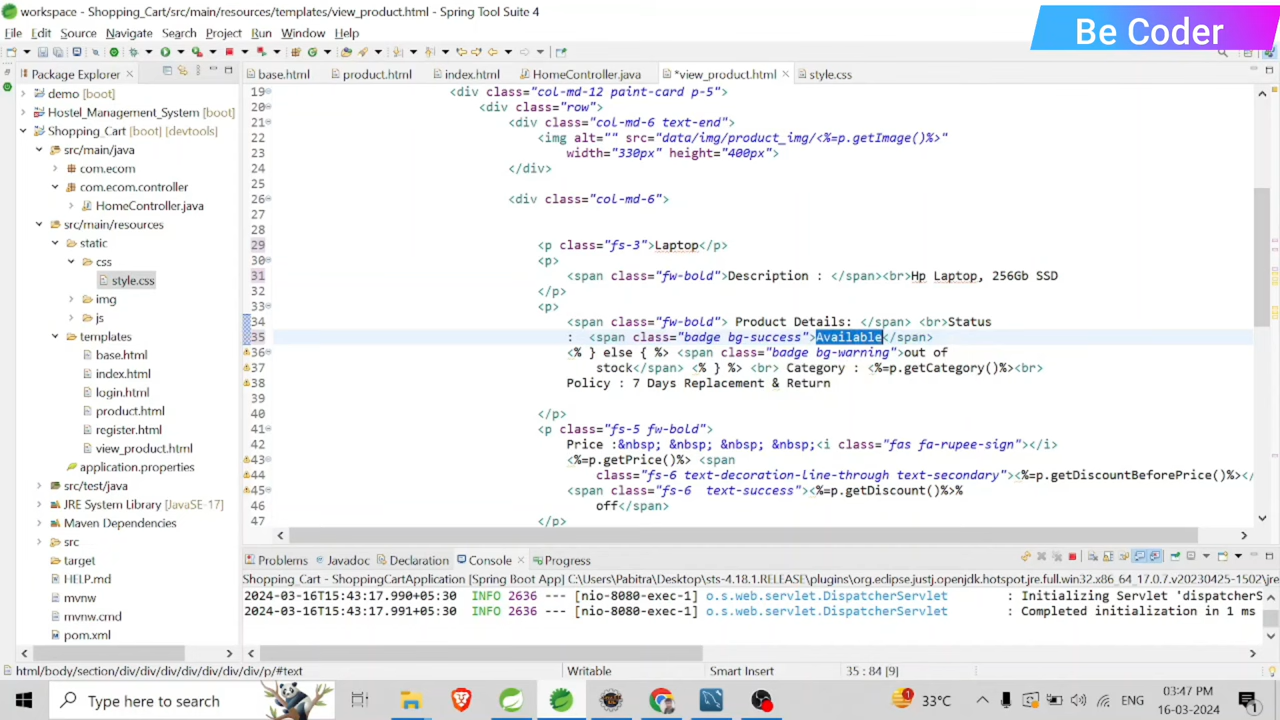 workspace - Shopping_Cart/src/main/resources/templates/view_product.html - Spring Tool Suite 4
Be Coder
File Edit Source Navigate Search Project Run Window Help
Package Explorer
base.html product.html index.html HomeController.java *view_product.html style.css
demo [boot]
Hostel_Management_System [boot]
Shopping_Cart [boot] [devtools]
src/main/java
com.ecom
com.ecom.controller
HomeController.java
src/main/resources
static
css
style.css
img
js
templates
base.html
index.html
login.html
product.html
register.html
view_product.html
application.properties
src/test/java
JRE System Library [JavaSE-17]
Maven Dependencies
src
target
HELP.md
mvnw
mvnw.cmd
pom.xml
19 <div class="col-md-12 paint-card p-5">
20 <div class="row">
21 <div class="col-md-6 text-end">
22 <img alt="" src="data/img/product_img/<%=p.getImage()%>"
23 width="330px" height="400px">
24 </div>
25
26 <div class="col-md-6">
27
28
29 <p class="fs-3">Laptop</p>
30 <p>
31 <span class="fw-bold">Description : </span><br>Hp Laptop, 256Gb SSD
32 </p>
33 <p>
34 <span class="fw-bold"> Product Details: </span> <br>Status
35 : <span class="badge bg-success">Available</span>
36 <% } else { %> <span class="badge bg-warning">out of
37 stock</span> <% } %> <br> Category : <%=p.getCategory()%><br>
38 Policy : 7 Days Replacement & Return
39
40 </p>
41 <p class="fs-5 fw-bold">
42 Price :&nbsp; &nbsp; &nbsp; &nbsp;<i class="fas fa-rupee-sign"></i>
43 <%=p.getPrice()%> <span
44 class="fs-6 text-decoration-line-through text-secondary"><%=p.getDiscountBeforePrice()%></
45 <span class="fs-6 text-success"><%=p.getDiscount()%>%
46 off</span>
47 </p>
Problems Javadoc Declaration Console Progress
Shopping_Cart - ShoppingCartApplication [Spring Boot App] C:\Users\Pabitra\Desktop\sts-4.18.1.RELEASE\plugins\org.eclipse.justj.openjdk.hotspot.jre.full.win32.x86_64_17.0.7.v20230425-1502\jre
2024-03-16T15:43:17.990+05:30 INFO 2636 --- [nio-8080-exec-1] o.s.web.servlet.DispatcherServlet : Initializing Servlet 'dispatcherS
2024-03-16T15:43:17.991+05:30 INFO 2636 --- [nio-8080-exec-1] o.s.web.servlet.DispatcherServlet : Completed initialization in 1 ms
html/body/section/div/div/div/div/div/div/div/p/#text Writable Smart Insert 35 : 84 [9]
Type here to search 1 33°C ENG 03:47 PM
16-03-2024 1